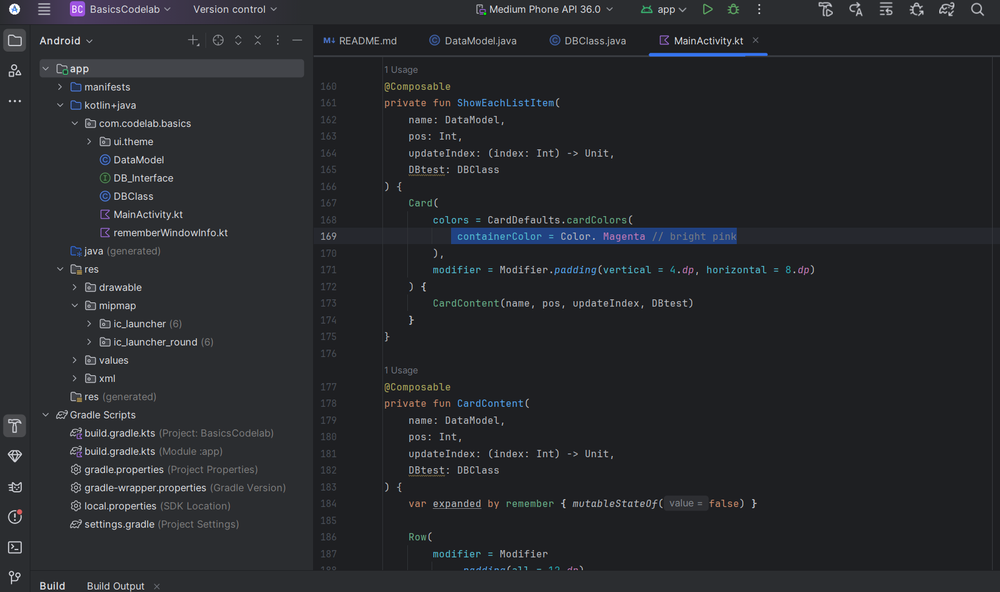 BC BasicsCodelab Version control Medium Phone API 36.0 app
Android
README.md DataModel.java DBClass.java MainActivity.kt
app
manifests
kotlin+java
com.codelab.basics
ui.theme
DataModel
DB_Interface
DBClass
MainActivity.kt
rememberWindowInfo.kt
java (generated)
res
drawable
mipmap
ic_launcher (6)
ic_launcher_round (6)
values
xml
res (generated)
Gradle Scripts
build.gradle.kts (Project: BasicsCodelab)
build.gradle.kts (Module :app)
gradle.properties (Project Properties)
gradle-wrapper.properties (Gradle Version)
local.properties (SDK Location)
settings.gradle (Project Settings)
1 Usage
160 @Composable
161 private fun ShowEachListItem(
162 name: DataModel,
163 pos: Int,
164 updateIndex: (index: Int) -> Unit,
165 DBtest: DBClass
166 ) {
167 Card(
168 colors = CardDefaults.cardColors(
169 containerColor = Color. Magenta // bright pink
170 ),
171 modifier = Modifier.padding(vertical = 4.dp, horizontal = 8.dp)
172 ) {
173 CardContent(name, pos, updateIndex, DBtest)
174 }
175 }
176
1 Usage
177 @Composable
178 private fun CardContent(
179 name: DataModel,
180 pos: Int,
181 updateIndex: (index: Int) -> Unit,
182 DBtest: DBClass
183 ) {
184 var expanded by remember { mutableStateOf( value = false) }
185
186 Row(
187 modifier = Modifier
188 .padding(all = 12.dp)
Build Build Output